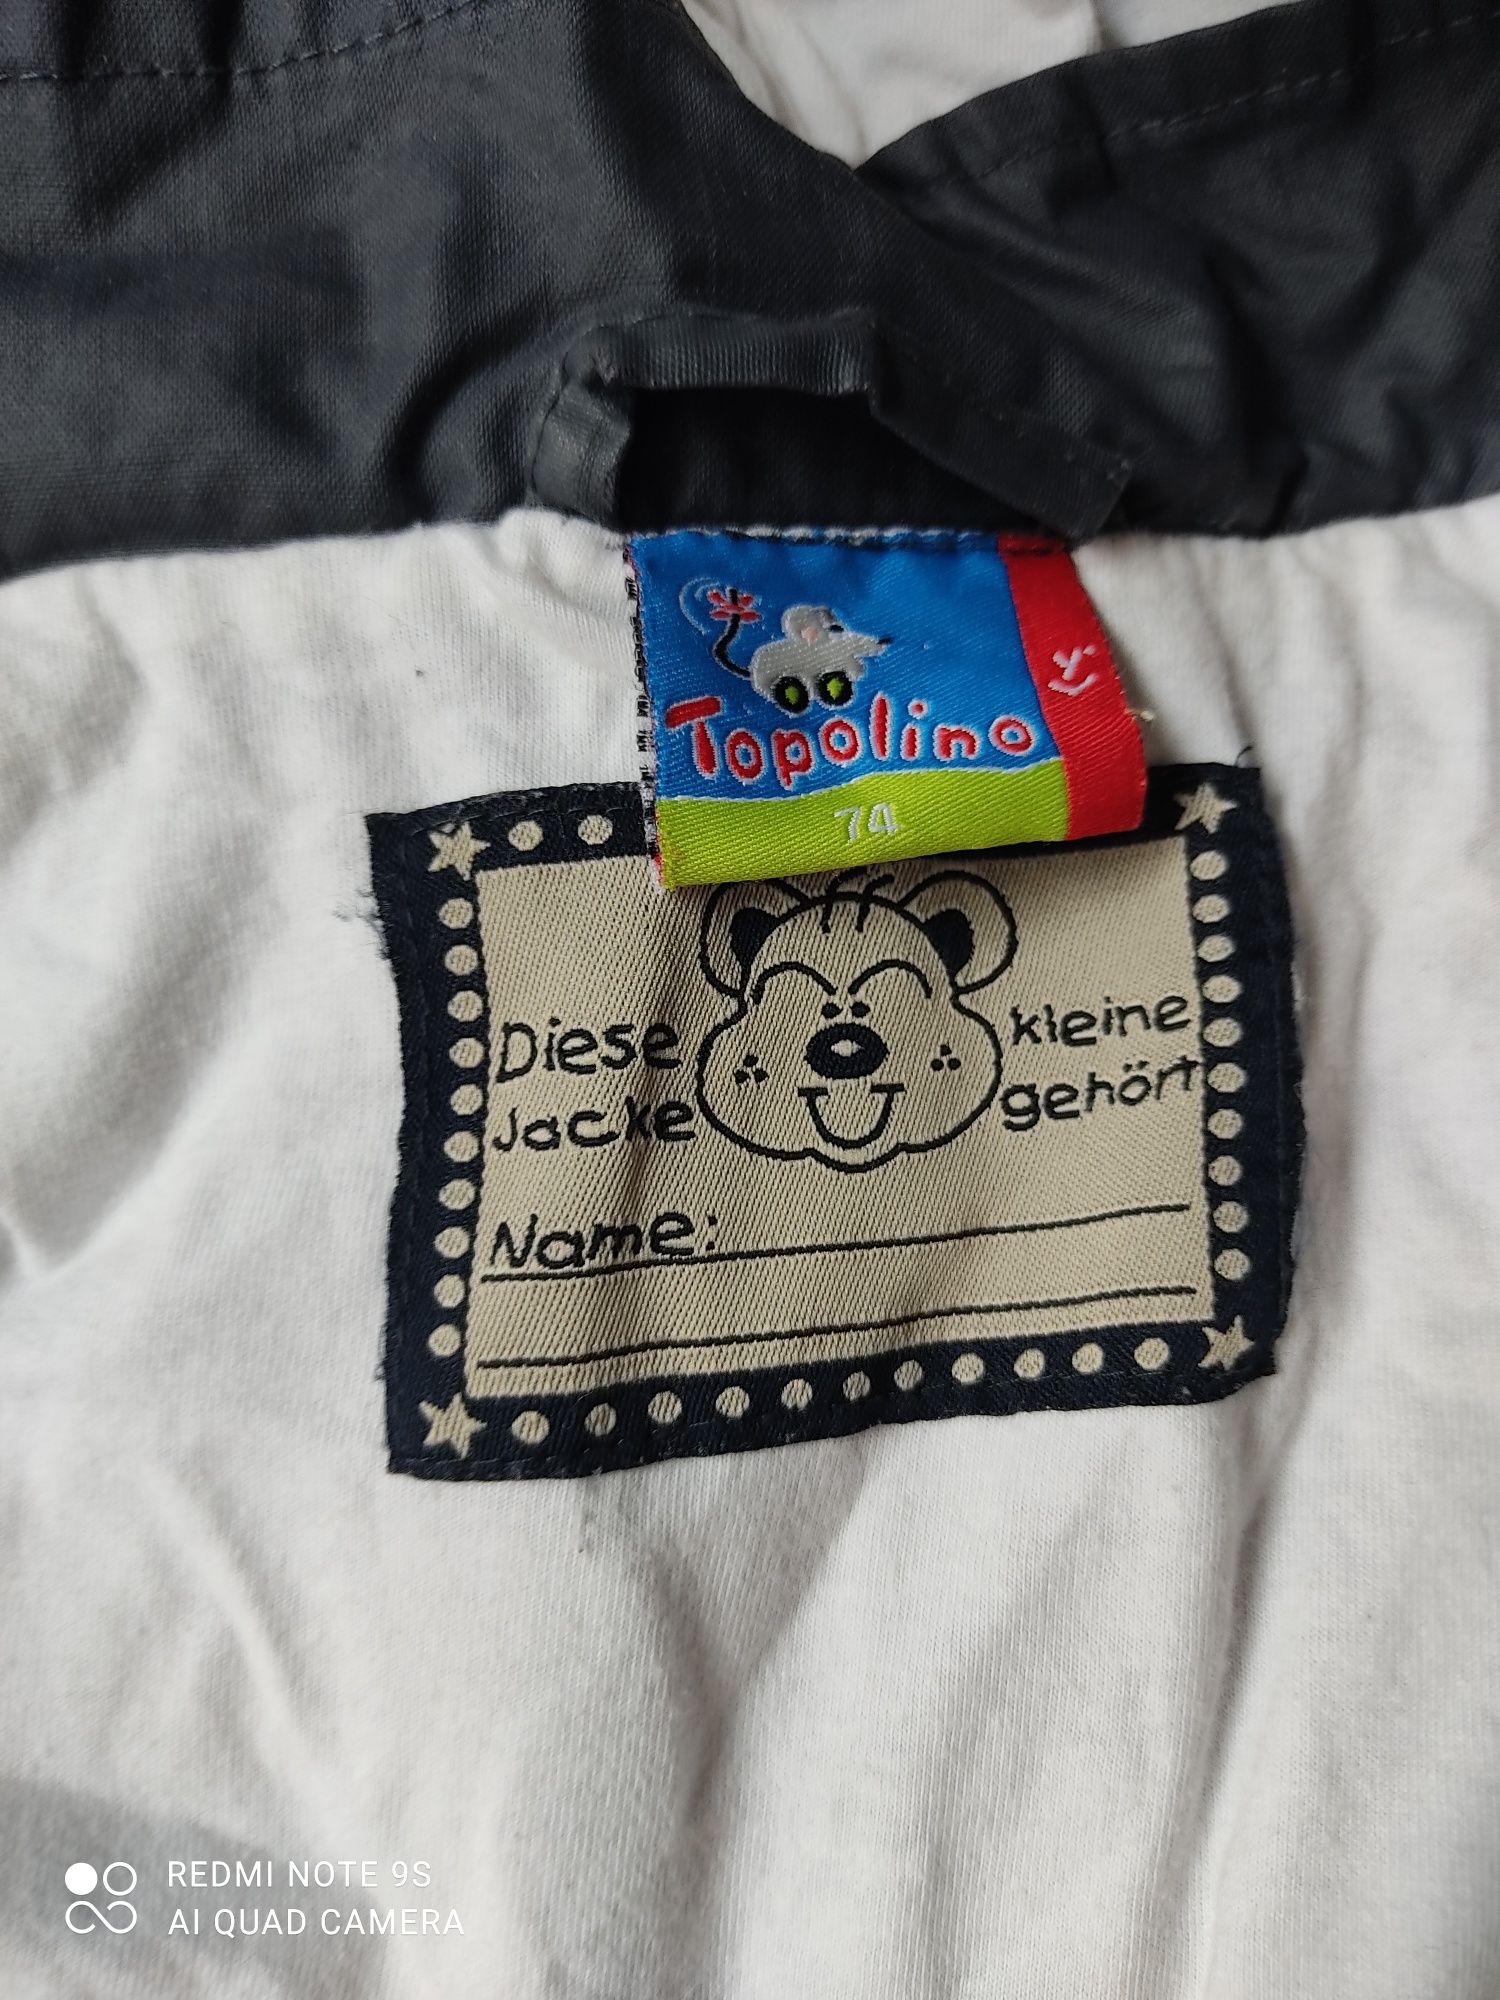 Topolino
74
Diese kleine
Jacke gehört
Name:
REDMI NOTE 9S
AI QUAD CAMERA